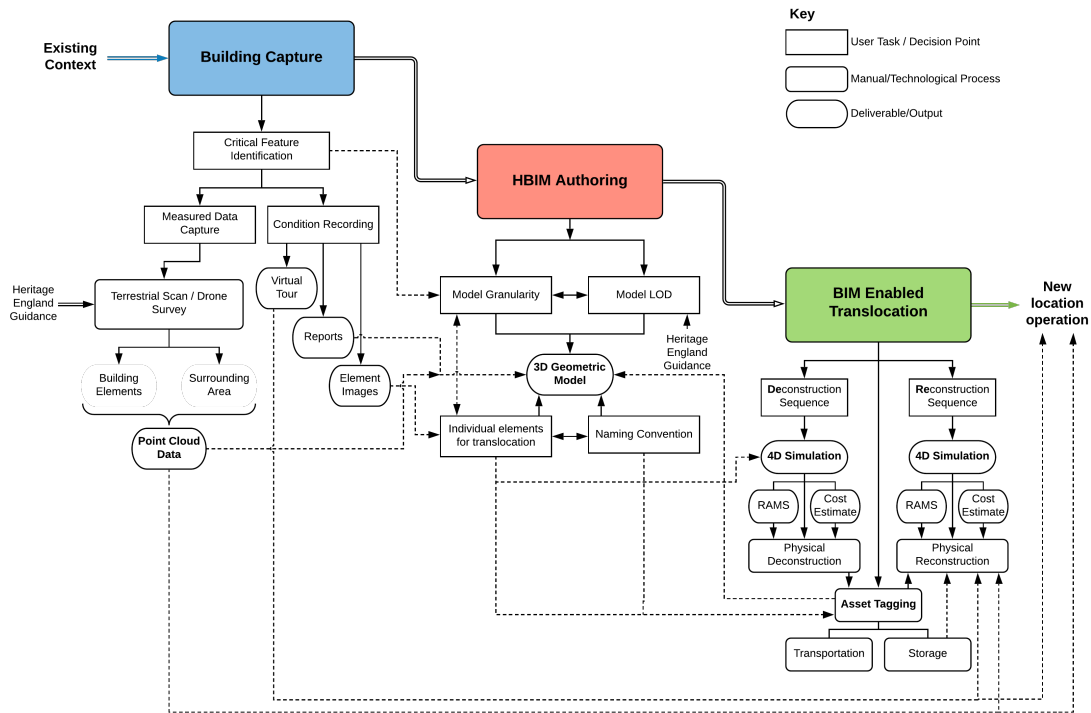 Key
User Task / Decision Point
Manual/Technological Process
Deliverable/Output
Existing
Context
Building Capture
Critical Feature
Identification
HBIM Authoring
Measured Data
Capture
Condition Recording
Virtual
Tour
Heritage
England
Guidance
Terrestrial Scan / Drone
Survey
Reports
Building
Elements
Surrounding
Area
Element
Images
Point Cloud
Data
Model Granularity
Model LOD
Heritage
England
Guidance
3D Geometric
Model
Individual elements
for translocation
Naming Convention
BIM Enabled
Translocation
New
location
operation
Deconstruction
Sequence
Reconstruction
Sequence
4D Simulation
4D Simulation
RAMS
Cost
Estimate
RAMS
Cost
Estimate
Physical
Deconstruction
Physical
Reconstruction
Asset Tagging
Transportation
Storage